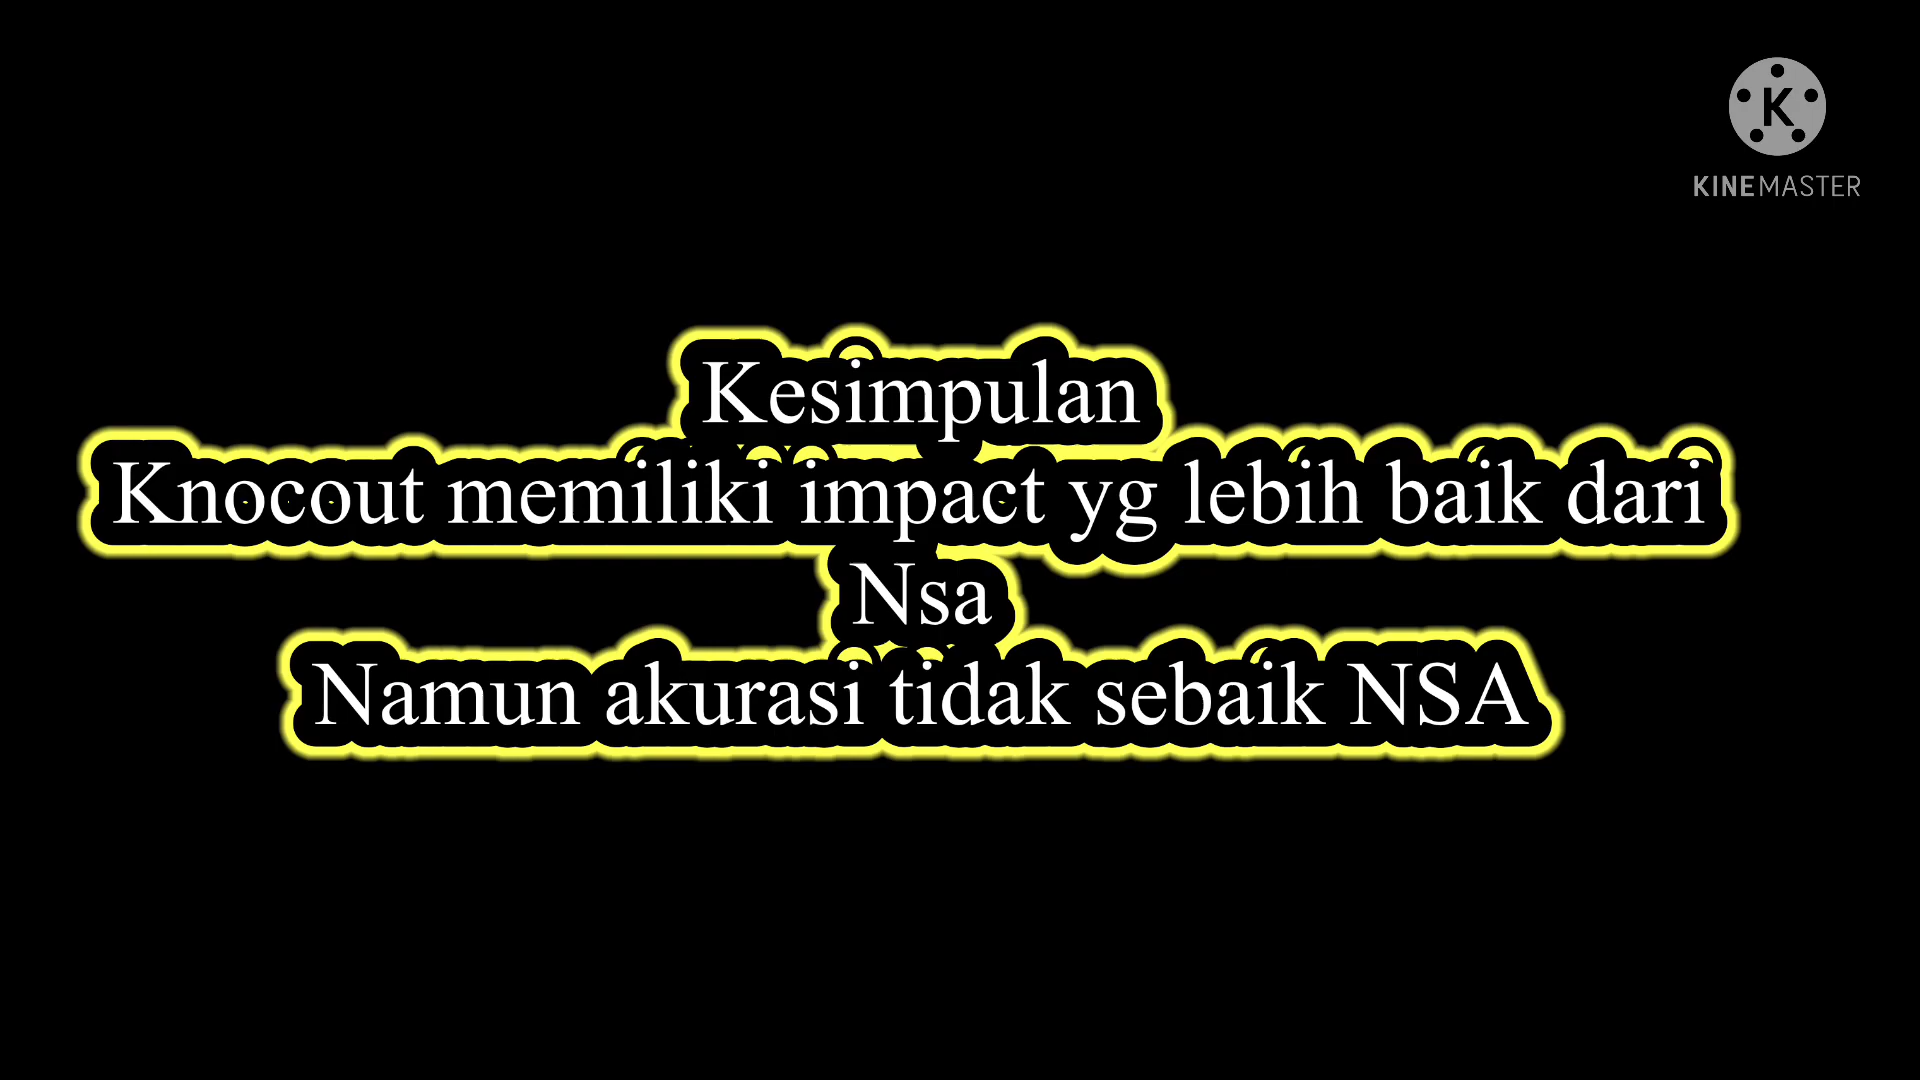 K
KINEMASTER
Kesimpulan
Knocout memiliki impact yg lebih baik dari
Nsa
Namun akurasi tidak sebaik NSA